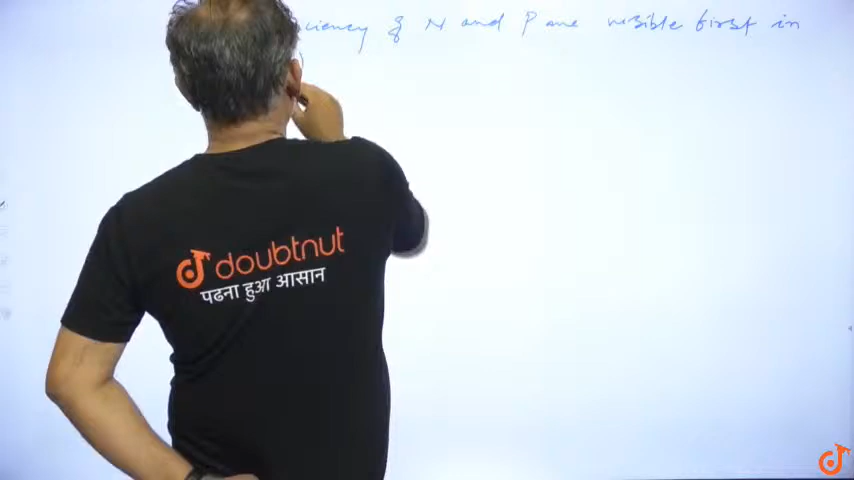 ciency of N and P are visible first in
doubtnut
पढना हुआ आसान